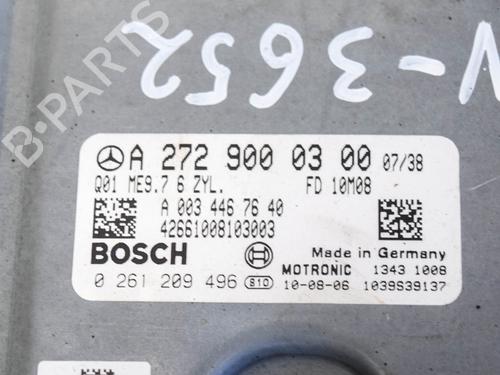 V-3652
A 272 900 03 00 07/38
Q01 ME9.7 6 ZYL. FD 10M08
A 003 446 76 40
42661008103003
BOSCH
Made in Germany
MOTRONIC 1343 1008
0 261 209 496 S10 10-08-06 1039S39137
B-PARTS